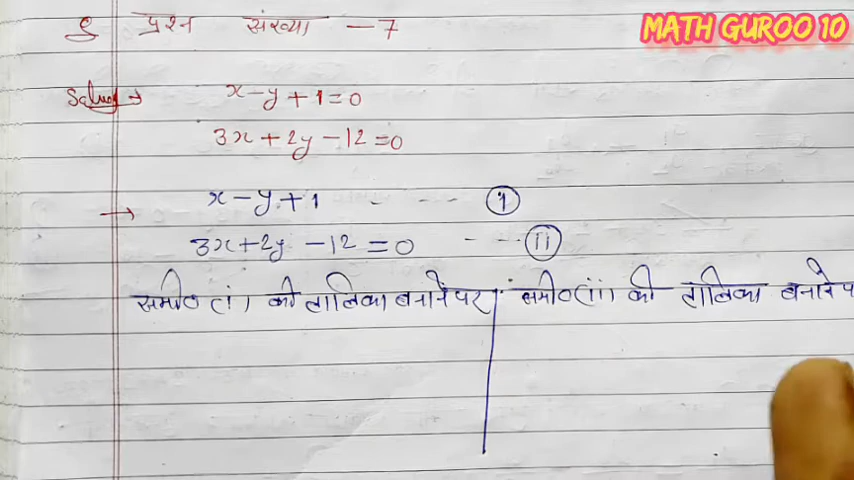 MATH GUROO 10
प्रश्न संख्या - 7
x - y + 1 = 0
3x + 2y - 12 = 0
→ x - y + 1 - - - (i)
3x + 2y - 12 = 0 - - - (ii)
समी० (i) की तालिका बनाने पर
समी० (ii) की तालिका बनाने प